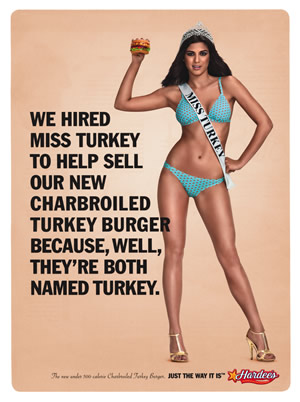 WE HIRED
MISS TURKEY
TO HELP SELL
OUR NEW
CHARBROILED
TURKEY BURGER
BECAUSE, WELL,
THEY'RE BOTH
NAMED TURKEY.
MISS TURKEY
The new under 500 calorie Charbroiled Turkey Burger. JUST THE WAY IT IS™ Hardee's